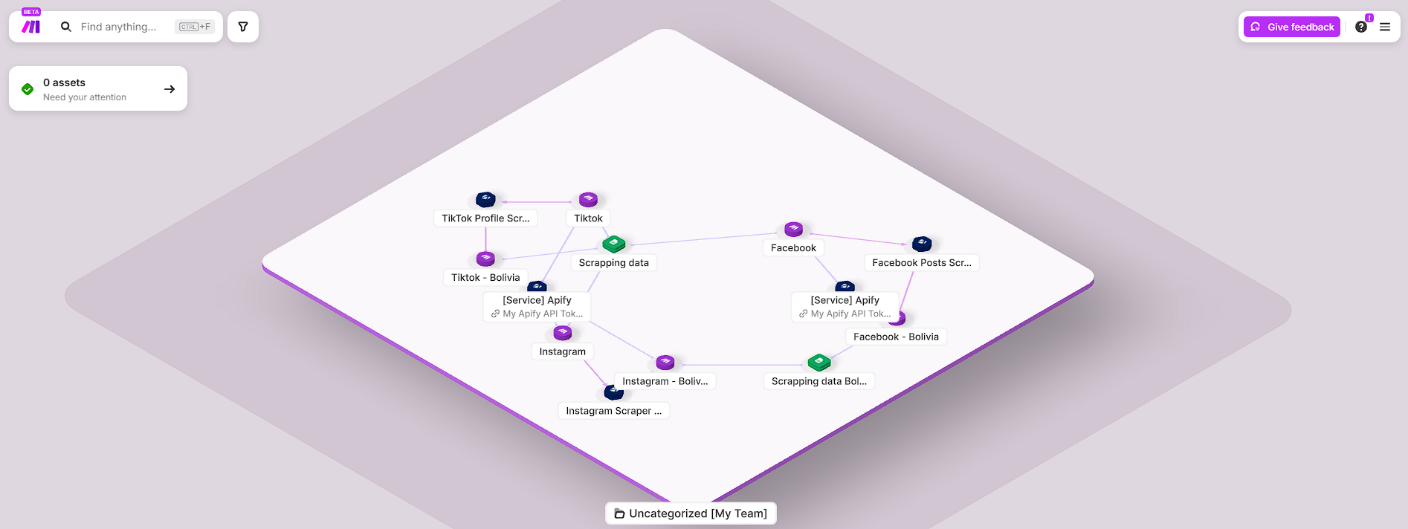 BETA
Find anything...
CTRL+F
Give feedback
!
0 assets
Need your attention
TikTok Profile Scr...
Tiktok
Facebook
Scrapping data
Facebook Posts Scr...
Tiktok - Bolivia
[Service] Apify
My Apify API Tok...
[Service] Apify
My Apify API Tok...
Facebook - Bolivia
Instagram
Instagram - Boliv...
Scrapping data Bol...
Instagram Scraper ...
Uncategorized [My Team]